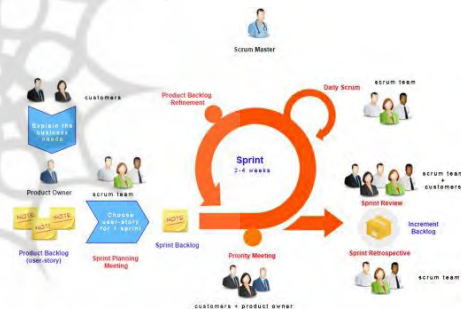 Scrum Master
customers
Explain the
business
needs
Product Owner
scrum team
NOTE
NOTE
NOTE
Product Backlog
(user-story)
Choose
user-story
for 1 sprint
Sprint Planning
Meeting
NOTE
Sprint Backlog
Product Backlog
Refinement
Sprint
2-4 weeks
Daily Scrum
scrum team
scrum team
+
customers
Sprint Review
Increment
Backlog
Sprint Retrospective
scrum team
Priority Meeting
customers + product owner